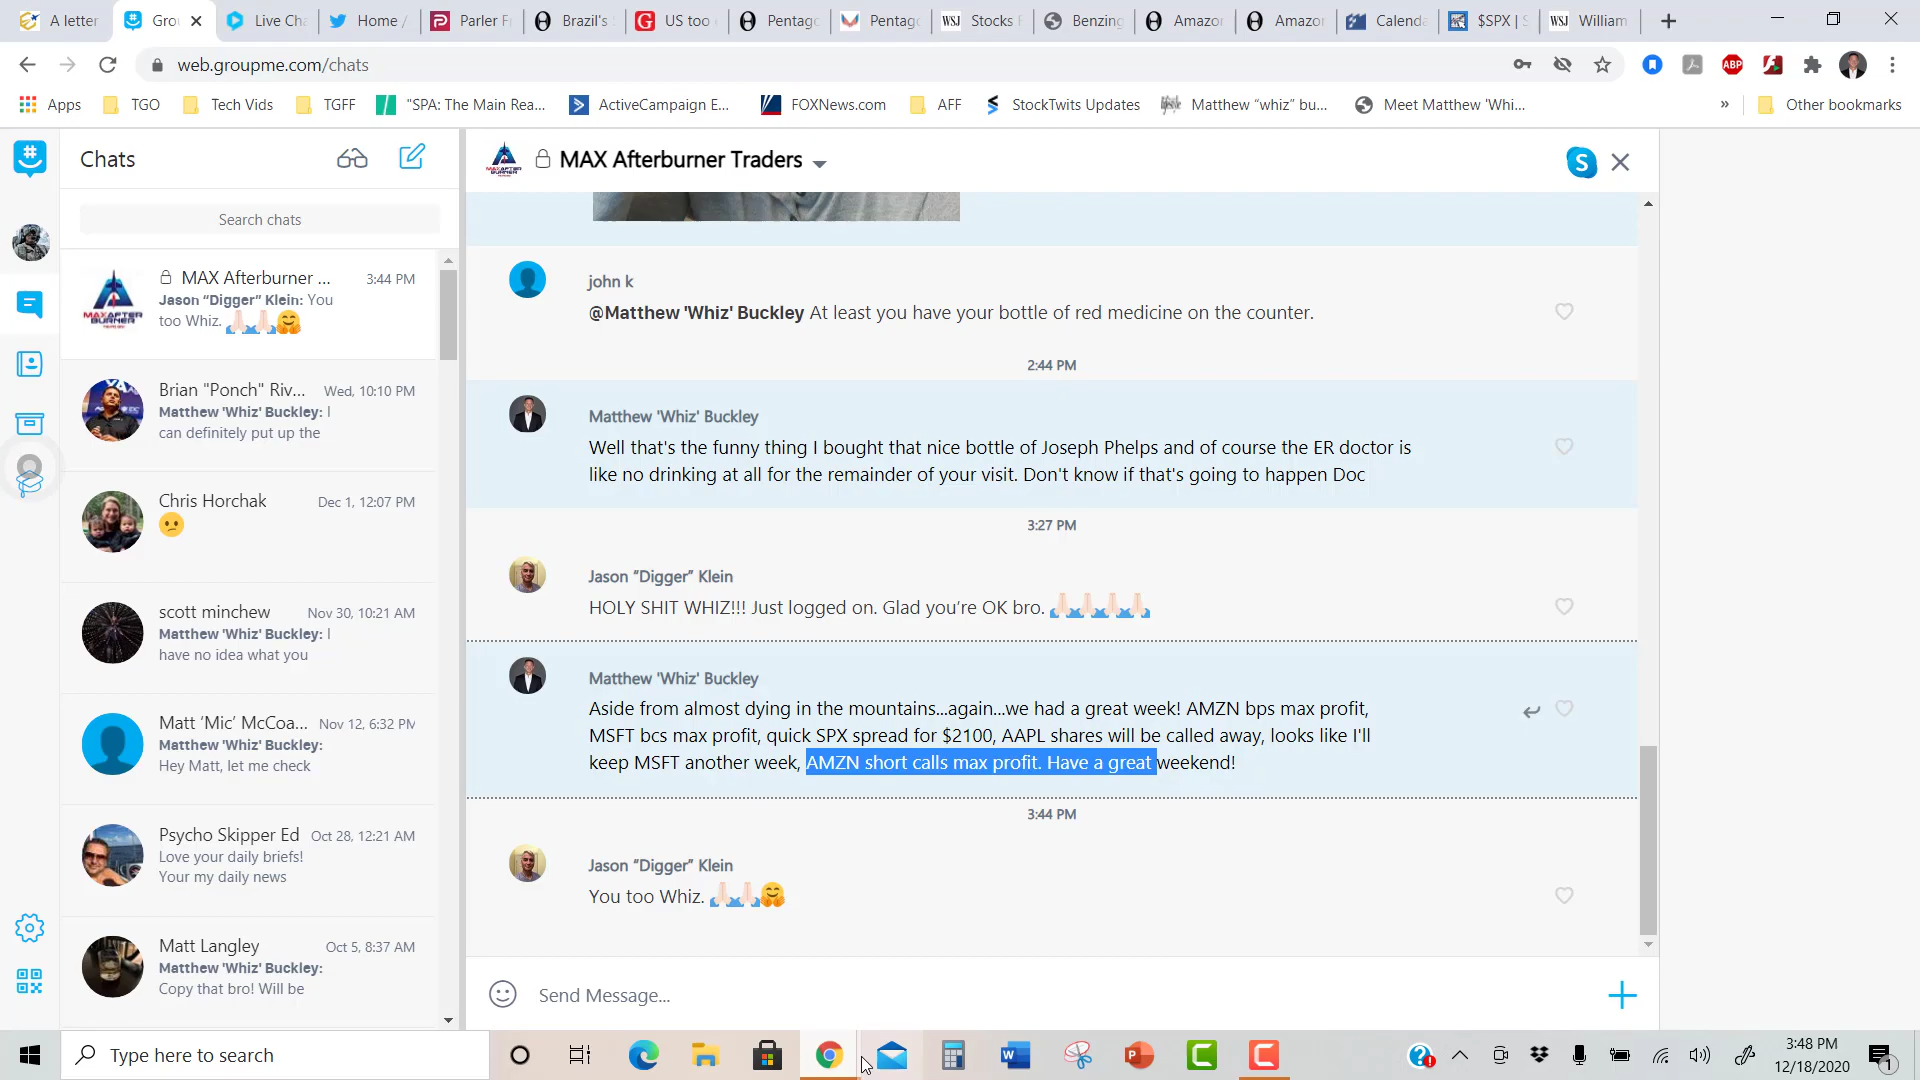 A letter
Grou
Live Cha
Home /
Parler F
Brazil's
US too
Pentago
Pentago
WSJ Stocks
Benzing
Amazo
Amazo
Calenda
$SPX | S
WSJ William
web.groupme.com/chats
ABP
Apps
TGO
Tech Vids
TGFF
"SPA: The Main Rea...
ActiveCampaign E...
FOXNews.com
AFF
StockTwits Updates
Matthew “whiz” bu...
Meet Matthew 'Whi...
»
Other bookmarks
Chats
Search chats
MAX Afterburner ... 3:44 PM
Jason “Digger” Klein: You
too Whiz. 🙏🏻🙏🏻🤗
Brian "Ponch" Riv... Wed, 10:10 PM
Matthew 'Whiz' Buckley: I
can definitely put up the
Chris Horchak Dec 1, 12:07 PM
😕
scott minchew Nov 30, 10:21 AM
Matthew 'Whiz' Buckley: I
have no idea what you
Matt ‘Mic’ McCoa... Nov 12, 6:32 PM
Matthew 'Whiz' Buckley:
Hey Matt, let me check
Psycho Skipper Ed Oct 28, 12:21 AM
Love your daily briefs!
Your my daily news
Matt Langley Oct 5, 8:37 AM
Matthew 'Whiz' Buckley:
Copy that bro! Will be
MAX Afterburner Traders
john k
@Matthew 'Whiz' Buckley At least you have your bottle of red medicine on the counter.
2:44 PM
Matthew 'Whiz' Buckley
Well that's the funny thing I bought that nice bottle of Joseph Phelps and of course the ER doctor is
like no drinking at all for the remainder of your visit. Don't know if that's going to happen Doc
3:27 PM
Jason “Digger” Klein
HOLY SHIT WHIZ!!! Just logged on. Glad you’re OK bro. 🙏🏻🙏🏻🙏🏻🙏🏻
Matthew 'Whiz' Buckley
Aside from almost dying in the mountains...again...we had a great week! AMZN bps max profit,
MSFT bcs max profit, quick SPX spread for $2100, AAPL shares will be called away, looks like I'll
keep MSFT another week, AMZN short calls max profit. Have a great weekend!
3:44 PM
Jason “Digger” Klein
You too Whiz. 🙏🏻🙏🏻🤗
Send Message...
Type here to search
3:48 PM
12/18/2020
1